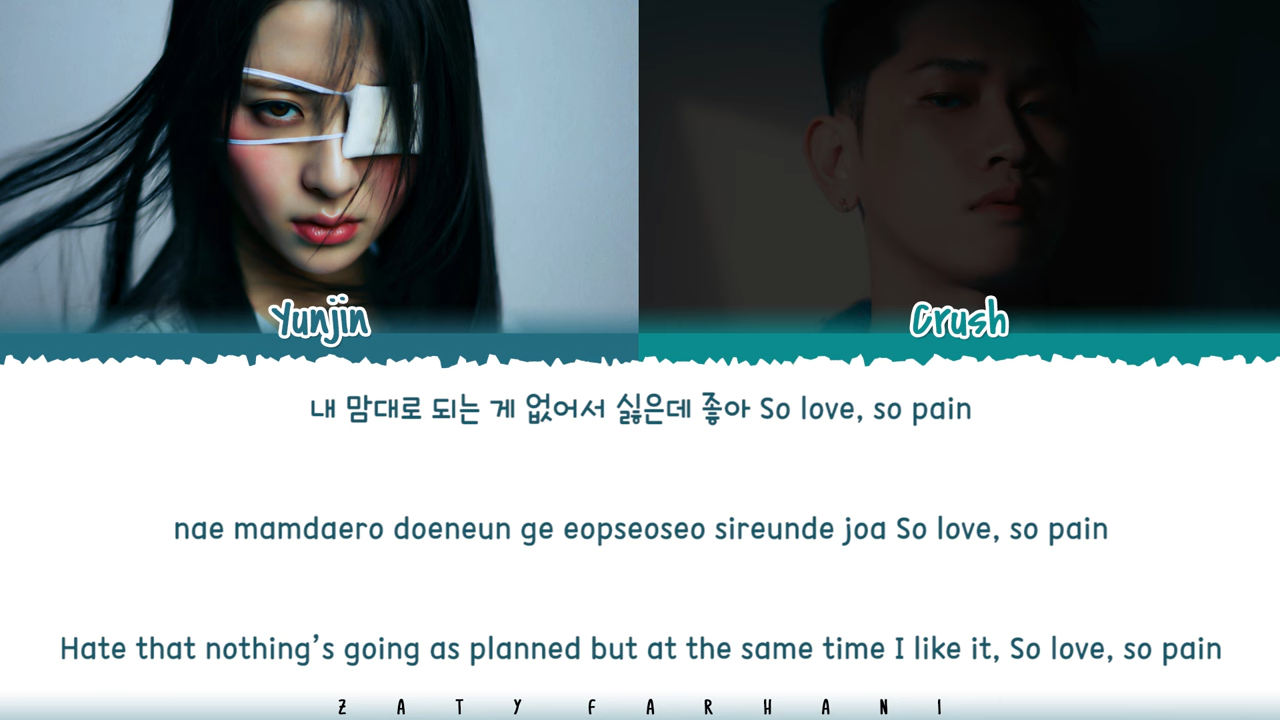 Yunjin
Crush
내 맘대로 되는 게 없어서 싫은데 좋아 So love, so pain
nae mamdaero doeneun ge eopseoseo sireunde joa So love, so pain
Hate that nothing’s going as planned but at the same time I like it, So love, so pain
ZATY FARHANI